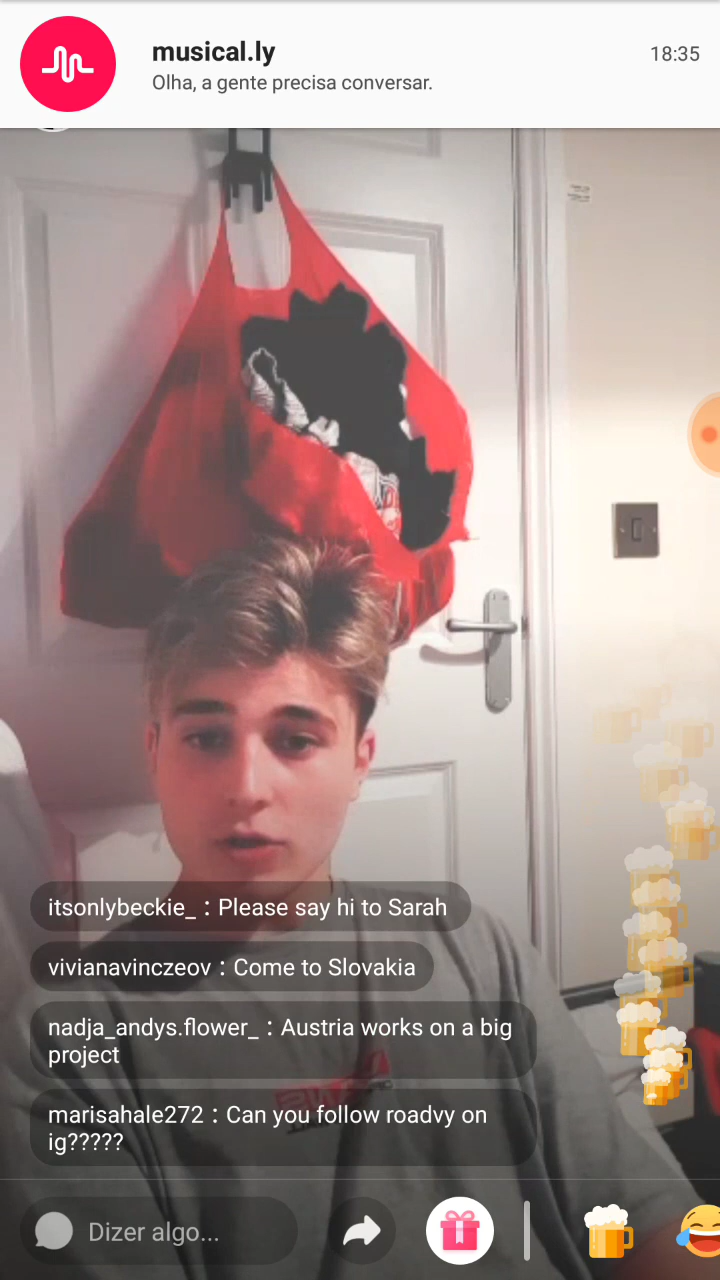 musical.ly
18:35
Olha, a gente precisa conversar.
itsonlybeckie_ : Please say hi to Sarah
vivianavinczeov : Come to Slovakia
nadja_andys.flower_ : Austria works on a big
project
marisahale272 : Can you follow roadvy on
ig?????
Dizer algo...